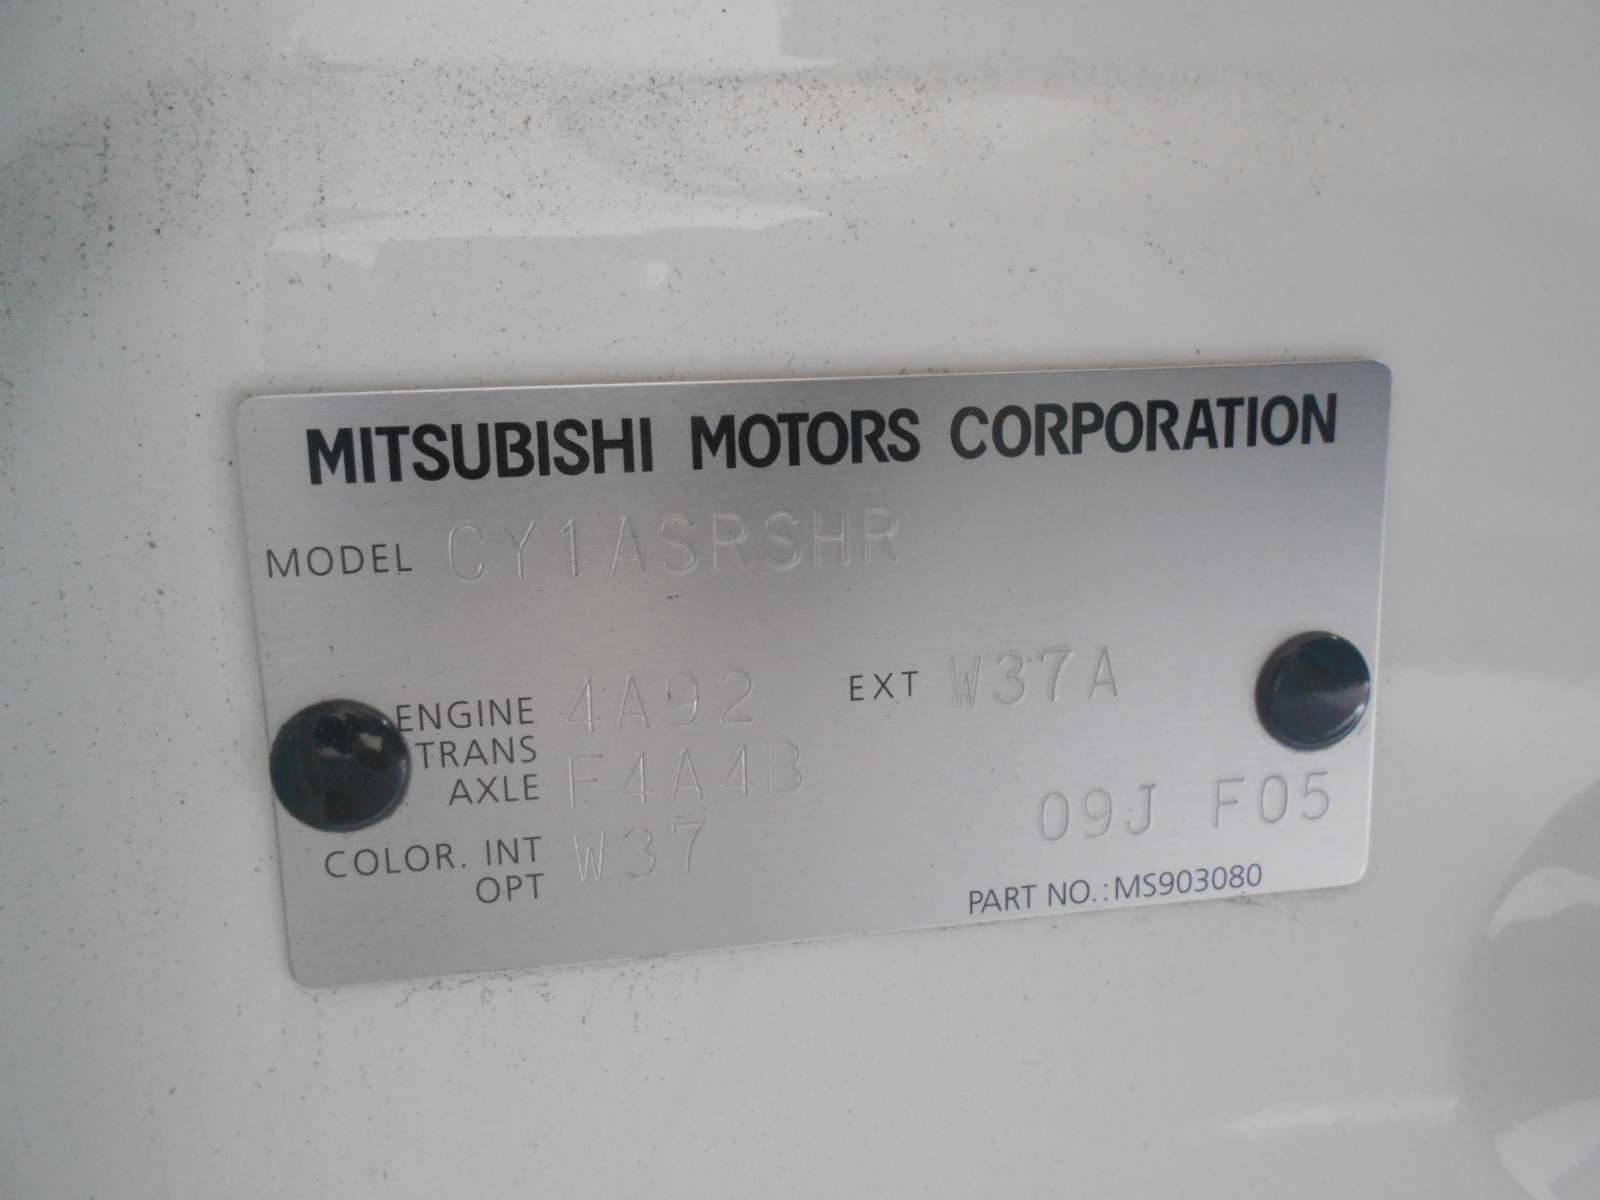 MITSUBISHI MOTORS CORPORATION
MODEL CY1ASRSHR
ENGINE 4A92 EXT W37A
TRANS
AXLE F4A4B
09J F05
COLOR. INT W37
OPT
PART NO.:MS903080